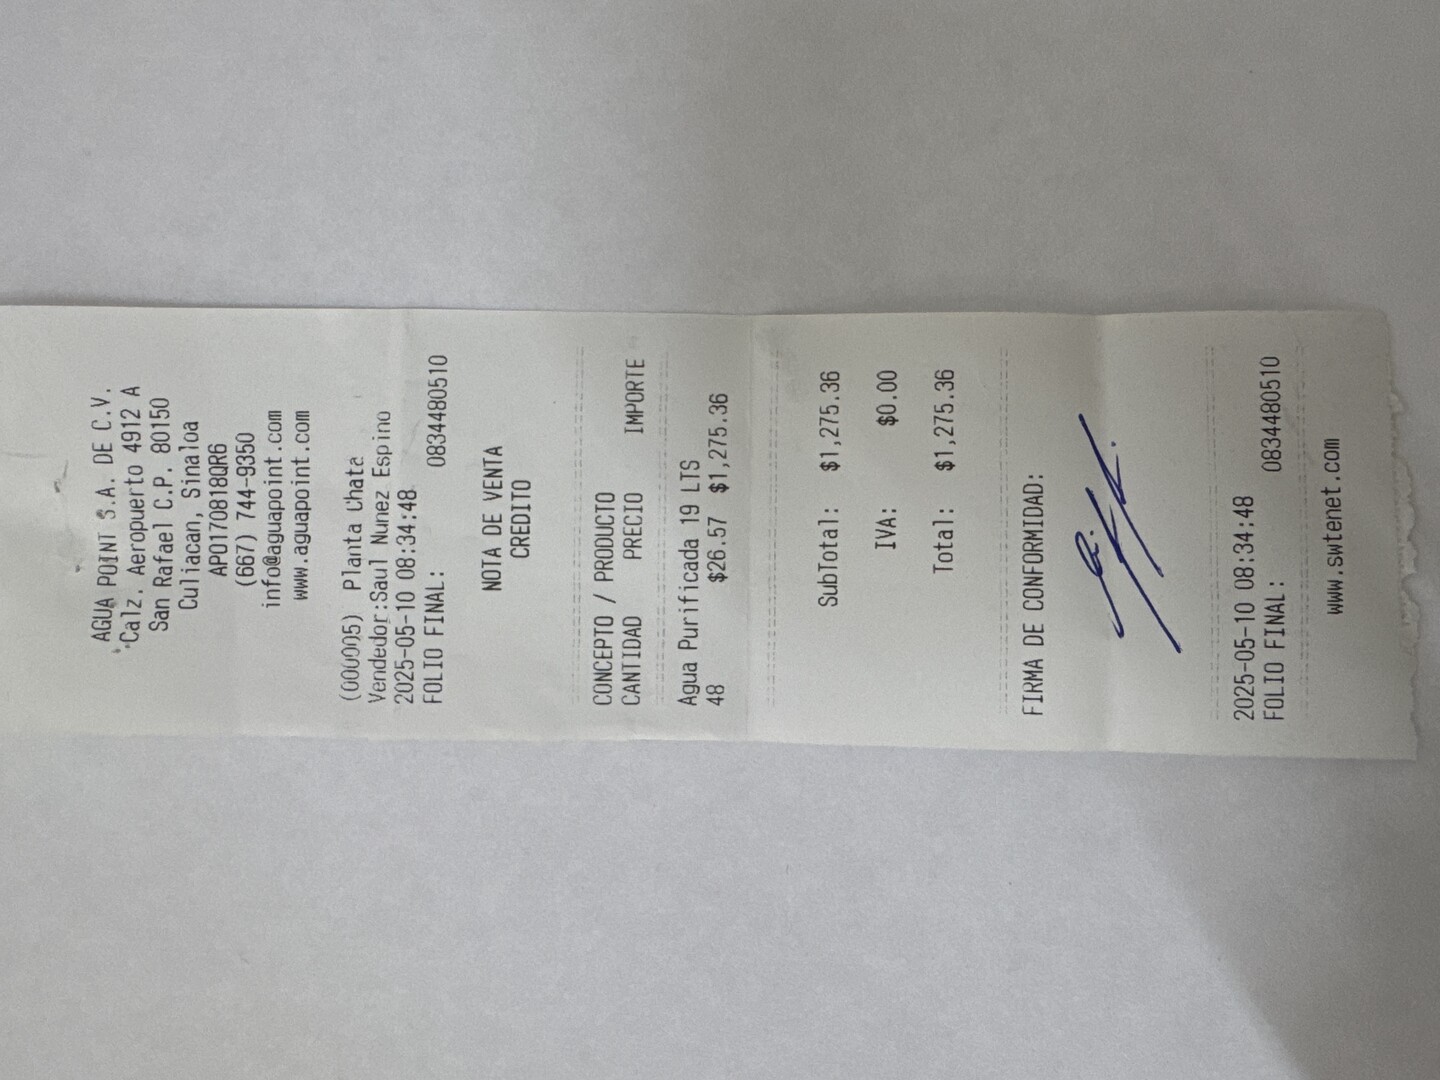 AGUA POINT S.A. DE C.V.
Calz. Aeropuerto 4912 A
San Rafael C.P. 80150
Culiacan, Sinaloa
APO170818QR6
(667) 744-9350
info@aguapoint.com
www.aguapoint.com
(000005) Planta Chata
Vendedor:Saul Nunez Espino
2025-05-10 08:34:48
FOLIO FINAL: 0834480510
NOTA DE VENTA
CREDITO
CONCEPTO / PRODUCTO
CANTIDAD PRECIO IMPORTE
Agua Purificada 19 LTS
48 $26.57 $1,275.36
SubTotal: $1,275.36
IVA: $0.00
Total: $1,275.36
FIRMA DE CONFORMIDAD:
2025-05-10 08:34:48
FOLIO FINAL: 0834480510
www.swtenet.com